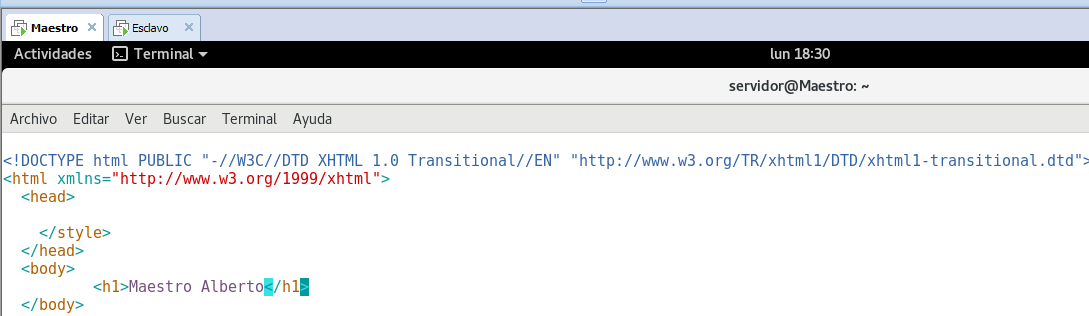 Maestro Esclavo
Actividades Terminal lun 18:30
servidor@Maestro: ~
Archivo Editar Ver Buscar Terminal Ayuda
<!DOCTYPE html PUBLIC "-//W3C//DTD XHTML 1.0 Transitional//EN" "http://www.w3.org/TR/xhtml1/DTD/xhtml1-transitional.dtd">
<html xmlns="http://www.w3.org/1999/xhtml">
<head>
</style>
</head>
<body>
<h1>Maestro Alberto</h1>
</body>